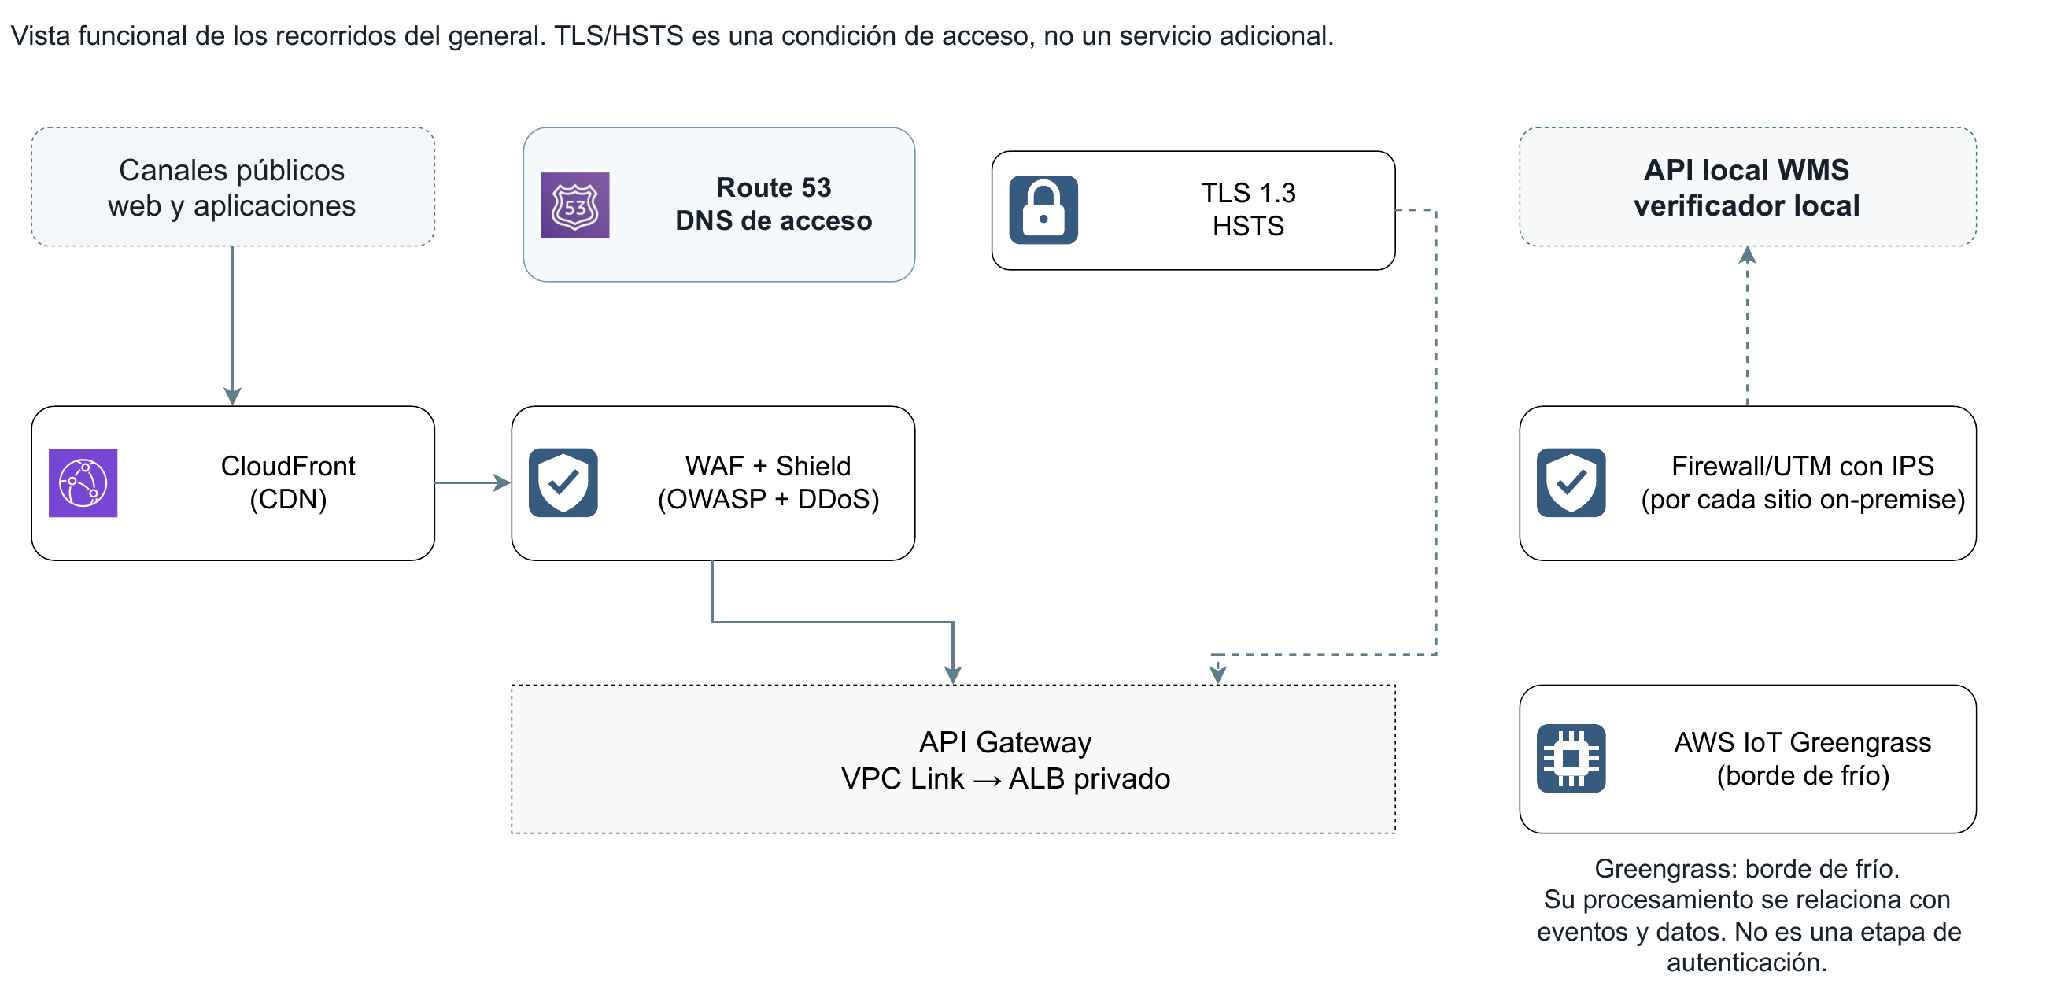 Vista funcional de los recorridos del general. TLS/HSTS es una condición de acceso, no un servicio adicional.
Canales públicos
web y aplicaciones
53
Route 53
DNS de acceso
TLS 1.3
HSTS
API local WMS
verificador local
CloudFront
(CDN)
WAF + Shield
(OWASP + DDoS)
Firewall/UTM con IPS
(por cada sitio on-premise)
API Gateway
VPC Link → ALB privado
AWS IoT Greengrass
(borde de frío)
Greengrass: borde de frío.
Su procesamiento se relaciona con
eventos y datos. No es una etapa de
autenticación.